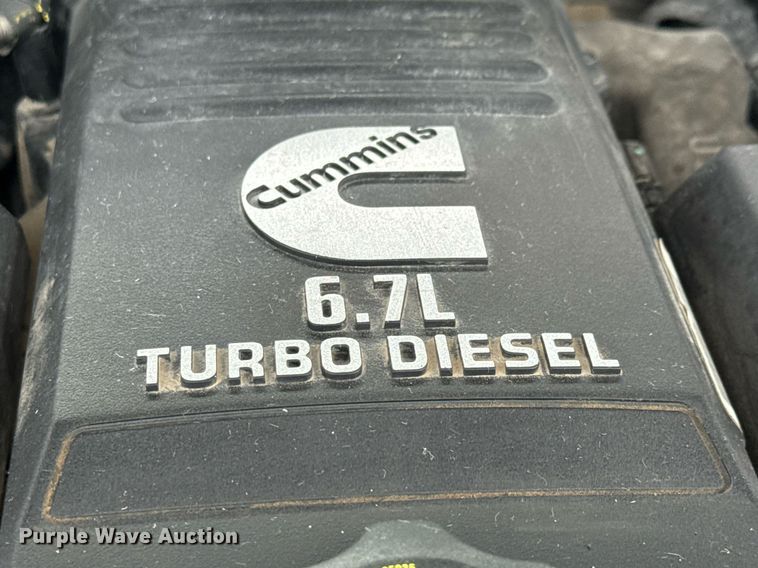 Cummins
6.7L
TURBO DIESEL
Purple Wave Auction